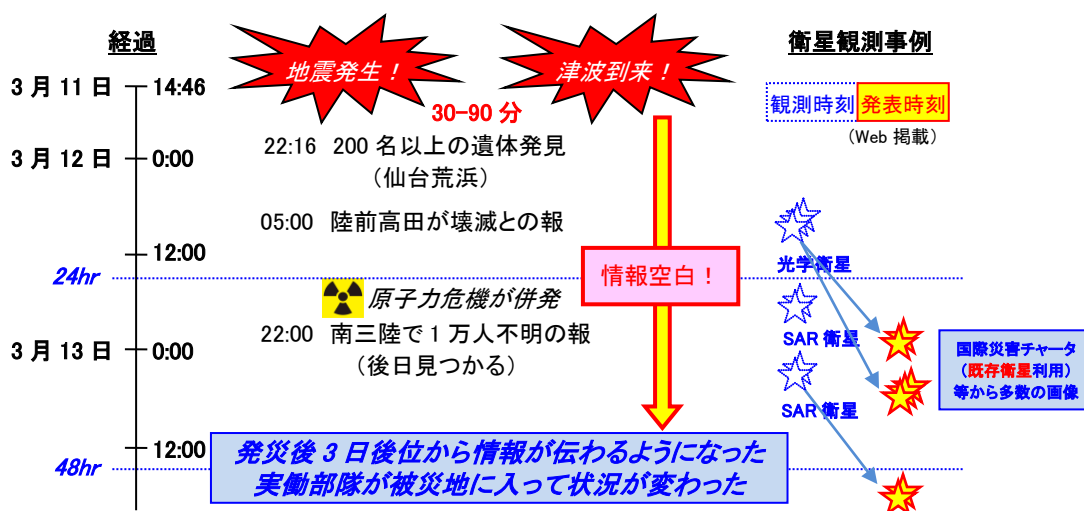 経過
地震発生！
津波到来！
衛星観測事例
3月11日
14:46
観測時刻
発表時刻
（Web 掲載）
30-90 分
22:16 200 名以上の遺体発見
（仙台荒浜）
3月12日
0:00
05:00 陸前高田が壊滅との報
12:00
24hr
情報空白！
光学衛星
原子力危機が併発
22:00 南三陸で1万人不明の報
（後日見つかる）
3月13日
0:00
SAR 衛星
SAR 衛星
国際災害チャータ
（既存衛星利用）
等から多数の画像
12:00
48hr
発災後3日後位から情報が伝わるようになった
実働部隊が被災地に入って状況が変わった